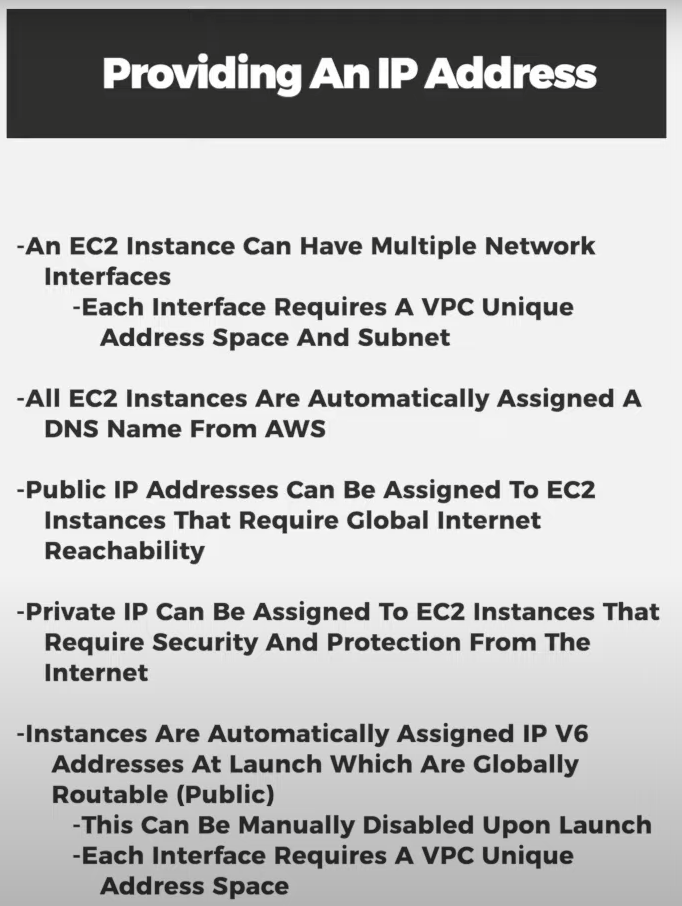 Providing An IP Address
-An EC2 Instance Can Have Multiple Network
Interfaces
-Each Interface Requires A VPC Unique
Address Space And Subnet
-All EC2 Instances Are Automatically Assigned A
DNS Name From AWS
-Public IP Addresses Can Be Assigned To EC2
Instances That Require Global Internet
Reachability
-Private IP Can Be Assigned To EC2 Instances That
Require Security And Protection From The
Internet
-Instances Are Automatically Assigned IP V6
Addresses At Launch Which Are Globally
Routable (Public)
-This Can Be Manually Disabled Upon Launch
-Each Interface Requires A VPC Unique
Address Space